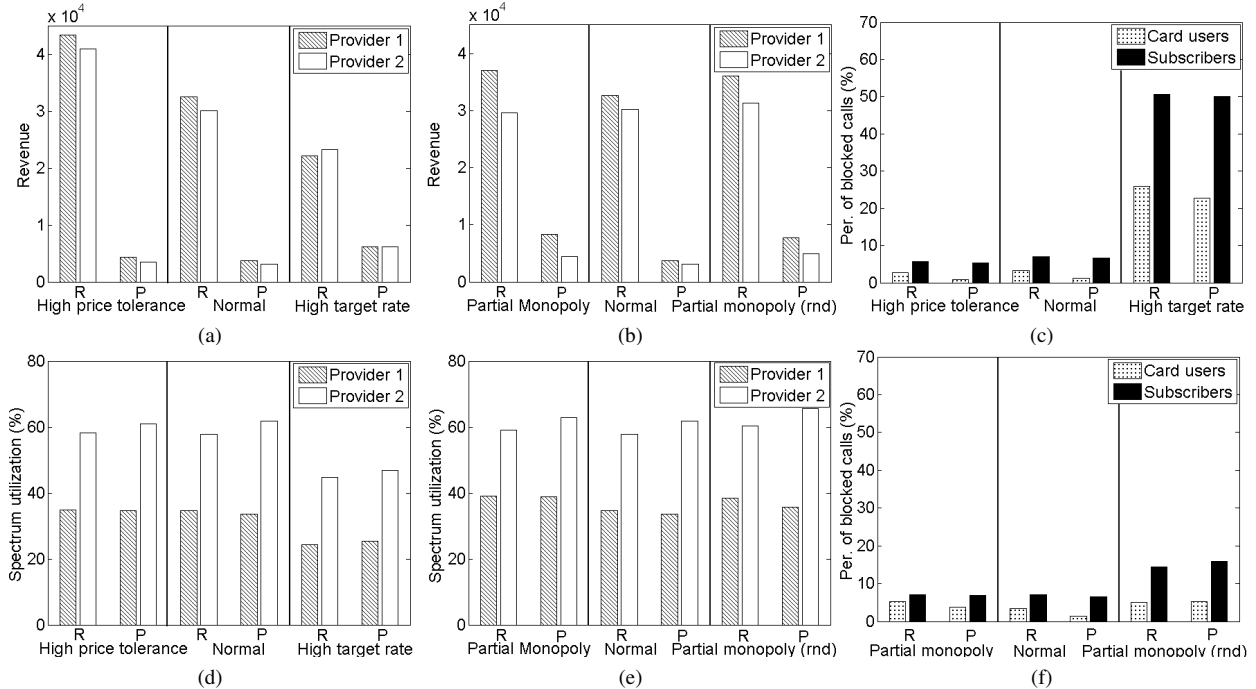 x 10^4
Revenue
4
3
2
1
0
Provider 1
Provider 2
R P R P R P
High price tolerance Normal High target rate
(a)
x 10^4
Revenue
4
3
2
1
0
Provider 1
Provider 2
R P R P R P
Partial Monopoly Normal Partial monopoly (rnd)
(b)
Per. of blocked calls (%)
70
60
50
40
30
20
10
0
Card users
Subscribers
R P R P R P
High price tolerance Normal High target rate
(c)
Spectrum utilization (%)
80
60
40
20
0
Provider 1
Provider 2
R P R P R P
High price tolerance Normal High target rate
(d)
Spectrum utilization (%)
80
60
40
20
0
Provider 1
Provider 2
R P R P R P
Partial Monopoly Normal Partial monopoly (rnd)
(e)
Per. of blocked calls (%)
70
60
50
40
30
20
10
0
Card users
Subscribers
R P R P R P
Partial monopoly Normal Partial monopoly (rnd)
(f)